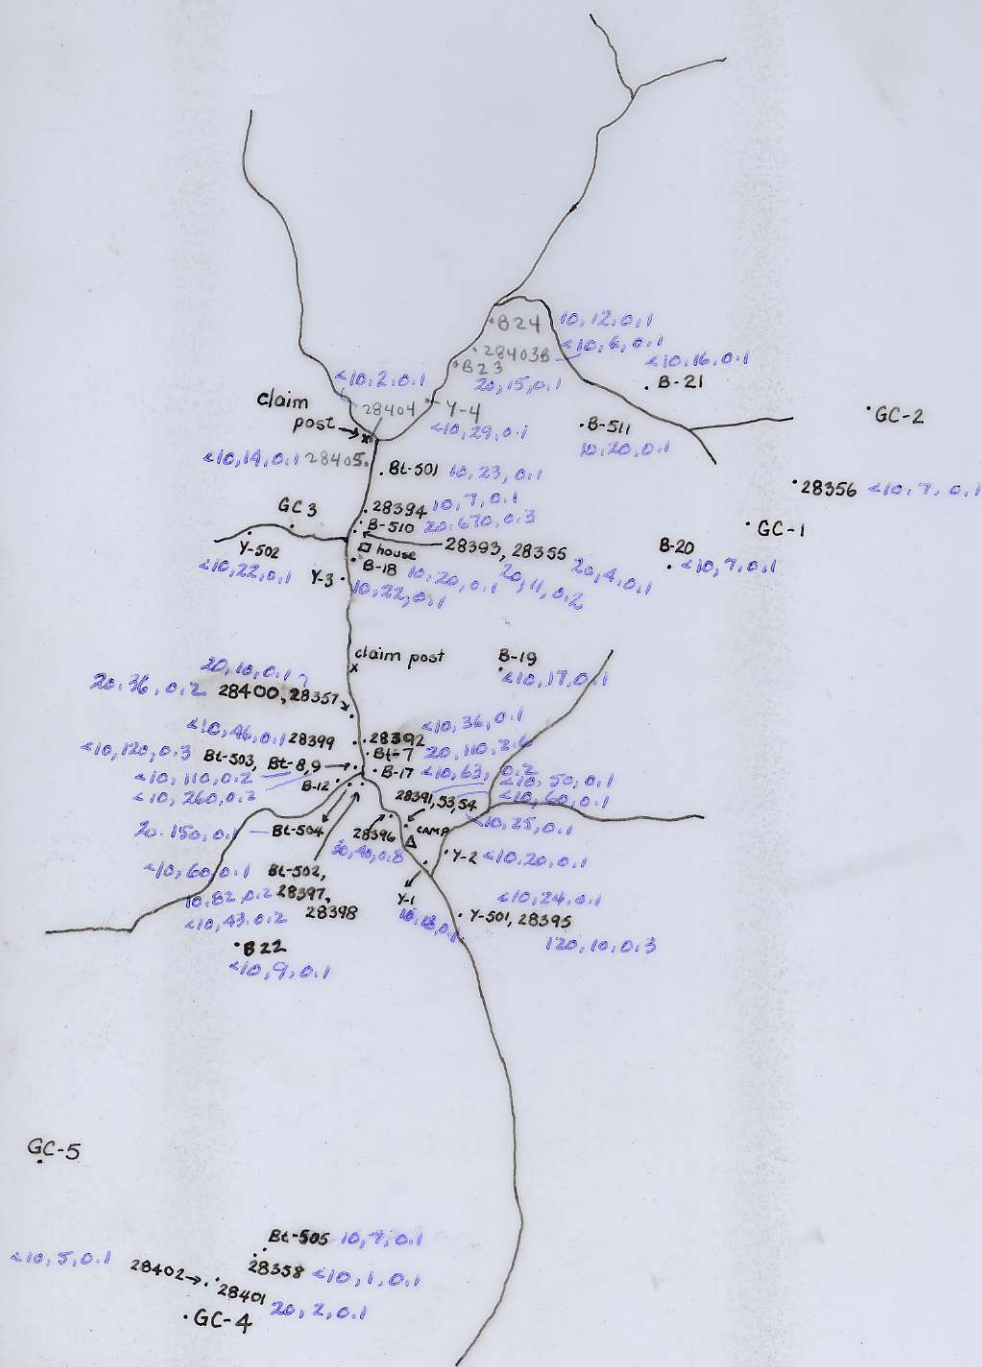 B24 10, 12, 0.1
28403B <10, 6, 0.1
B23 <10, 16, 0.1
20, 15, 0.1 B-21
<10, 2, 0.1
claim
post
28404 Y-4
<10, 29, 0.1
B-511
10, 20, 0.1
GC-2
<10, 14, 0.1 28405
Bt-501 10, 23, 0.1
28356 <10, 7, 0.1
28394 10, 7, 0.1
GC 3
B-510 20, 670, 0.3
GC-1
28393, 28355
B-20
<10, 7, 0.1
house
Y-502
<10, 22, 0.1
B-18 10, 20, 0.1 20, 11, 0.2 20, 4, 0.1
Y-3 10, 22, 0.1
claim post
B-19
<10, 17, 0.1
20, 10, 0.1
20, 36, 0.2 28400, 28357
<10, 46, 0.1 28399
28392 <10, 36, 0.1
<10, 120, 0.3 Bt-503, Bt-8,9
Bt-7 20, 110, 2.6
<10, 110, 0.2
B-17 <10, 63, 0.2
<10, 50, 0.1
<10, 260, 0.2 B-12
28391, 53, 54 <10, 60, 0.1
<10, 25, 0.1
20, 150, 0.1 Bt-504
28396
CAMP
20, 40, 0.8
<10, 60, 0.1 Bt-502,
Y-2 <10, 20, 0.1
10, 82, 0.2 28397,
Y-1
<10, 24, 0.1
<10, 43, 0.2 28398
Y-501, 28395
120, 10, 0.3
B22
<10, 9, 0.1
GC-5
Bt-505 10, 9, 0.1
<10, 5, 0.1 28402
28358 <10, 1, 0.1
28401 20, 2, 0.1
GC-4